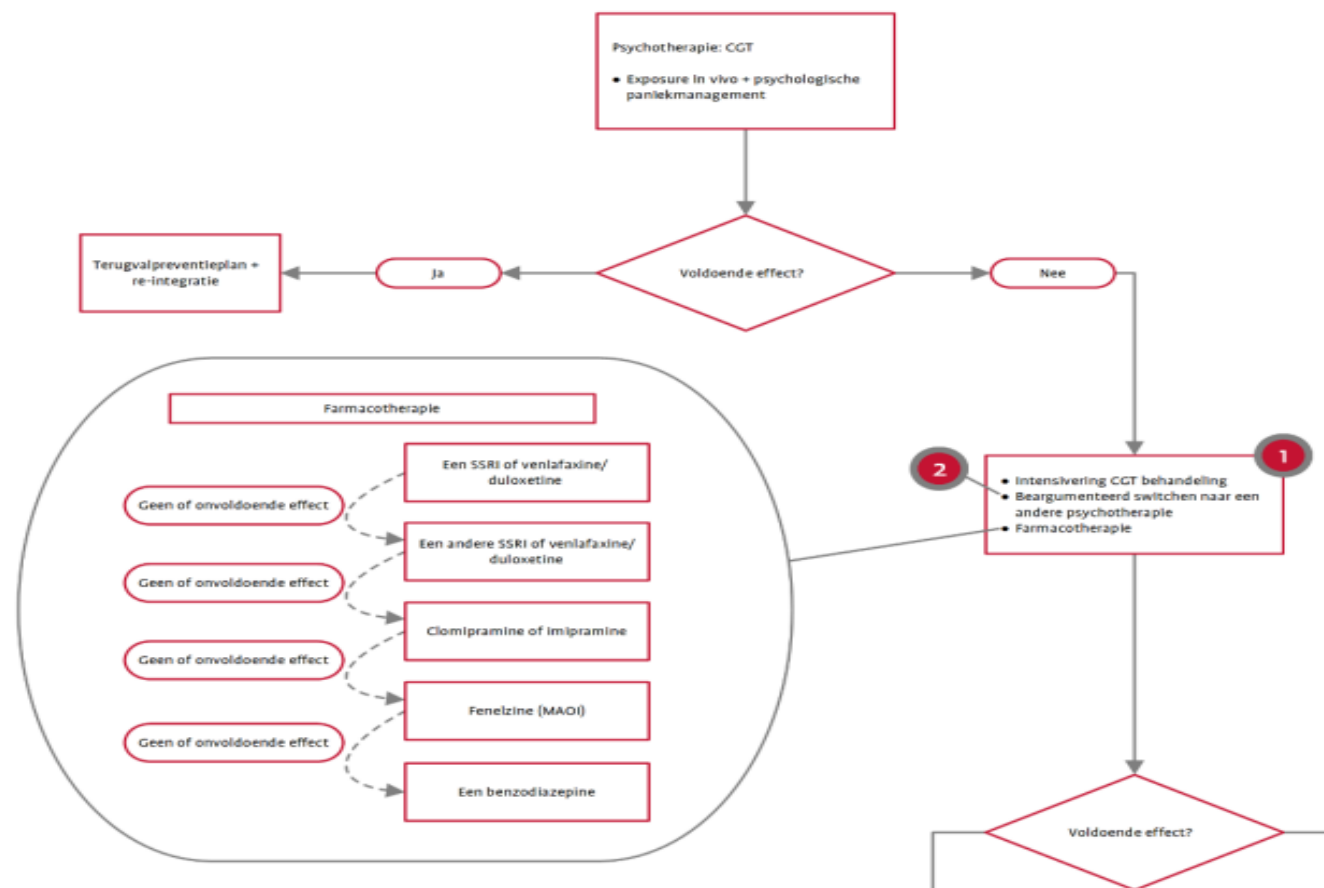 Psychotherapie: CGT
• Exposure in vivo + psychologische
paniekmanagement
Voldoende effect?
Ja
Nee
Terugvalpreventieplan +
re-integratie
Farmacotherapie
Een SSRI of venlafaxine/
duloxetine
Geen of onvoldoende effect
Een andere SSRI of venlafaxine/
duloxetine
Geen of onvoldoende effect
Clomipramine of imipramine
Geen of onvoldoende effect
Fenelzine (MAOI)
Geen of onvoldoende effect
Een benzodiazepine
1
2
• Intensivering CGT behandeling
• Beargumenteerd switchen naar een
andere psychotherapie
• Farmacotherapie
Voldoende effect?